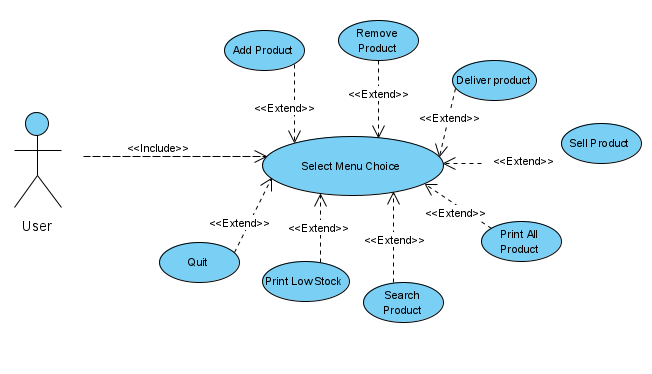 Add Product
Remove
Product
Deliver product
<<Extend>>
<<Extend>>
<<Extend>>
Sell Product
<<Include>>
Select Menu Choice
<<Extend>>
User
<<Extend>>
<<Extend>>
<<Extend>>
<<Extend>>
Print All
Product
Quit
Print Low Stock
Search
Product